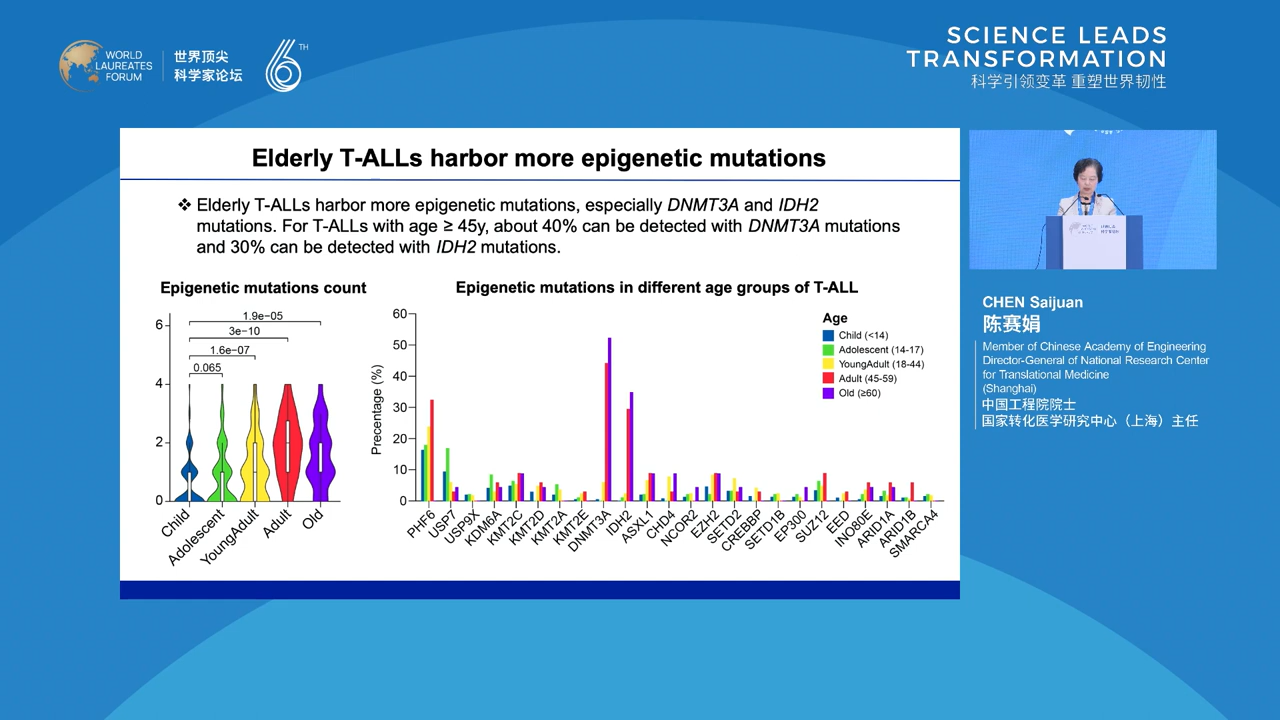 WORLD
LAUREATES
FORUM
世界顶尖
科学家论坛
6TH
SCIENCE LEADS
TRANSFORMATION
科学引领变革 重塑世界韧性
Elderly T-ALLs harbor more epigenetic mutations
❖ Elderly T-ALLs harbor more epigenetic mutations, especially DNMT3A and IDH2
mutations. For T-ALLs with age ≥ 45y, about 40% can be detected with DNMT3A mutations
and 30% can be detected with IDH2 mutations.
Epigenetic mutations count
1.9e−05
3e−10
1.6e−07
0.065
6
4
2
0
Child
Adolescent
YoungAdult
Adult
Old
Epigenetic mutations in different age groups of T-ALL
Precentage (%)
60
50
40
30
20
10
0
PHF6
USP7
USP9X
KDM6A
KMT2C
KMT2D
KMT2A
KMT2E
DNMT3A
IDH2
ASXL1
CHD4
NCOR2
EZH2
SETD2
CREBBP
SETD1B
EP300
SUZ12
EED
INO80E
ARID1A
ARID1B
SMARCA4
Age
Child (<14)
Adolescent (14-17)
YoungAdult (18-44)
Adult (45-59)
Old (≥60)
CHEN Saijuan
陈赛娟
Member of Chinese Academy of Engineering
Director-General of National Research Center
for Translational Medicine
(Shanghai)
中国工程院院士
国家转化医学研究中心（上海）主任